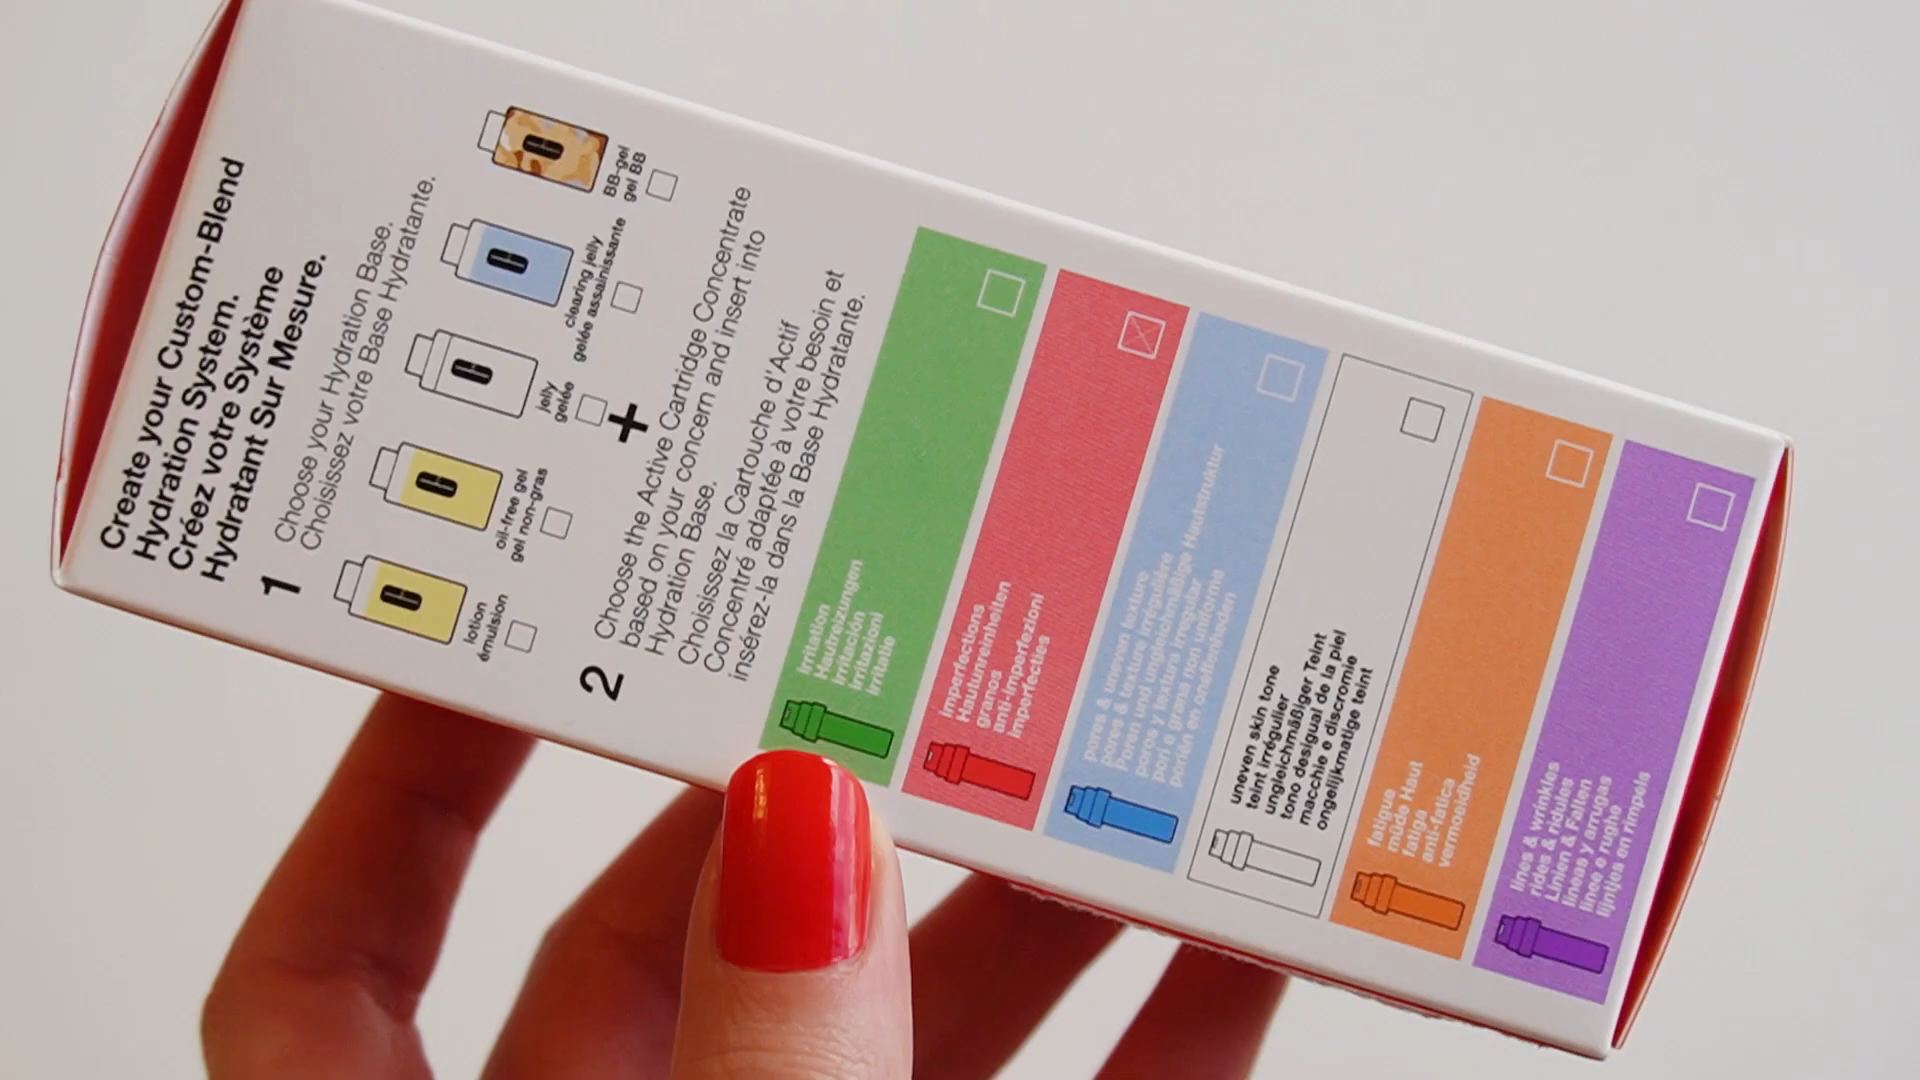 Create your Custom-Blend
Hydration System.
Créez votre Système
Hydratant Sur Mesure.
1
Choose your Hydration Base.
Choisissez votre Base Hydratante.
lotion
émulsion
oil-free gel
gel non-gras
jelly
gelée
clearing jelly
gelée assainissante
BB-gel
gel BB
+
2
Choose the Active Cartridge Concentrate
based on your concern and insert into
Hydration Base.
Choisissez la Cartouche d'Actif
Concentré adaptée à votre besoin et
insérez-la dans la Base Hydratante.
Irritation
Hautreizungen
irritación
irritazioni
irritatie
Imperfections
Hautunreinheiten
granos
anti-imperfezioni
imperfecties
pores & uneven texture
pores & texture irrégulière
Poren und ungleichmäßige Hautstruktur
poros y textura irregular
pori e grana non uniforme
poriën en oneffenheden
uneven skin tone
teint irrégulier
ungleichmäßiger Teint
tono desigual de la piel
macchie e discromie
ongelijkmatige teint
fatigue
müde Haut
fatiga
anti-fatica
vermoeidheid
lines & wrinkles
rides & ridules
Linien & Falten
líneas y arrugas
linee e rughe
lijntjes en rimpels